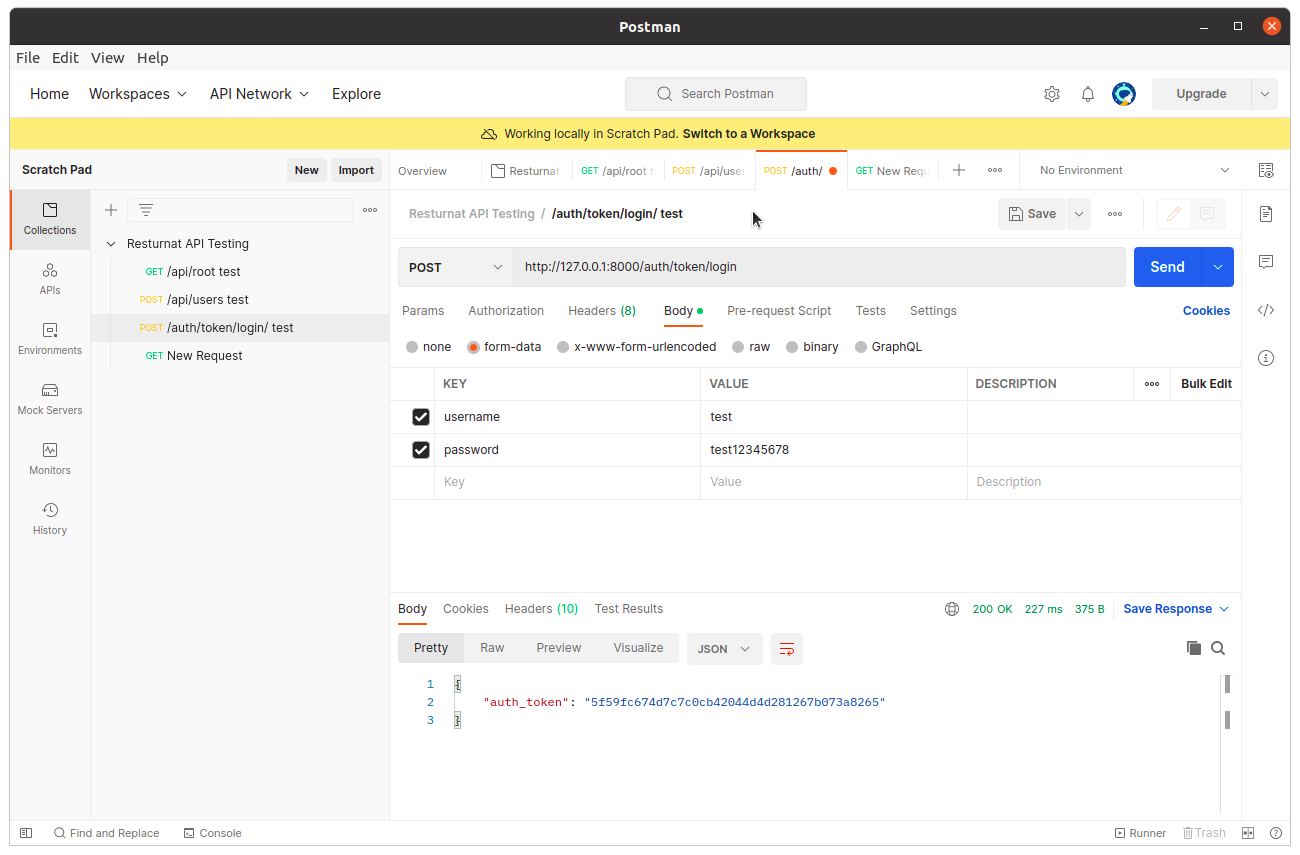 Postman
File Edit View Help
Home Workspaces API Network Explore Search Postman Upgrade
Working locally in Scratch Pad. Switch to a Workspace
Scratch Pad New Import
Overview Resturnat GET /api/root t POST /api/user POST /auth/ GET New Requ No Environment
Resturnat API Testing / /auth/token/login/ test Save
Collections
APIs
Environments
Mock Servers
Monitors
History
Resturnat API Testing
GET /api/root test
POST /api/users test
POST /auth/token/login/ test
GET New Request
POST http://127.0.0.1:8000/auth/token/login Send
Params Authorization Headers (8) Body Pre-request Script Tests Settings Cookies
none form-data x-www-form-urlencoded raw binary GraphQL
KEY VALUE DESCRIPTION Bulk Edit
username test
password test12345678
Key Value Description
Body Cookies Headers (10) Test Results 200 OK 227 ms 375 B Save Response
Pretty Raw Preview Visualize JSON
1 {
2 "auth_token": "5f59fc674d7c7c0cb42044d4d281267b073a8265"
3 }
Find and Replace Console Runner Trash